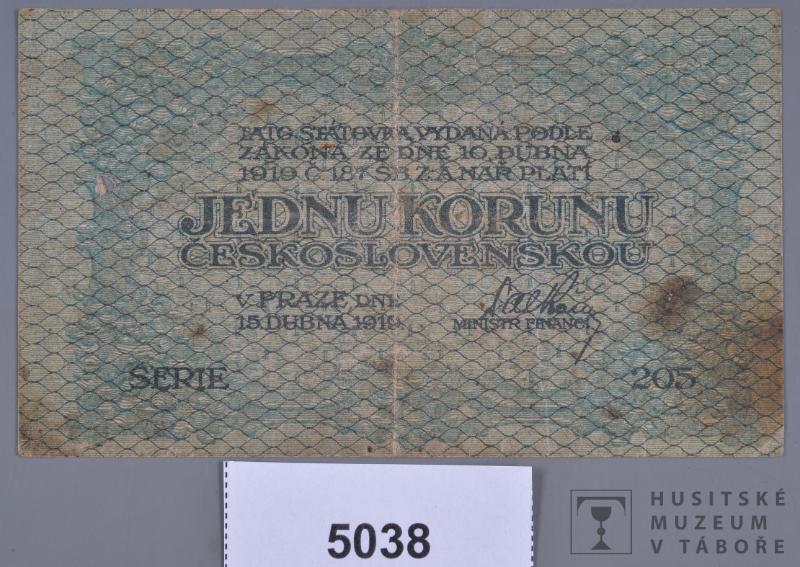 TATO STÁTOVKA VYDANÁ PODLE
ZÁKONA ZE DNE 10. DUBNA
1919 Č 187 SB.Z.A NAŘ. PLATÍ
JEDNU KORUNU
ČESKOSLOVENSKOU
V PRAZE DNE
15. DUBNA 1919
MINISTR FINANCÍ
SERIE 205
5038
HUSITSKÉ
MUZEUM
V TÁBOŘE